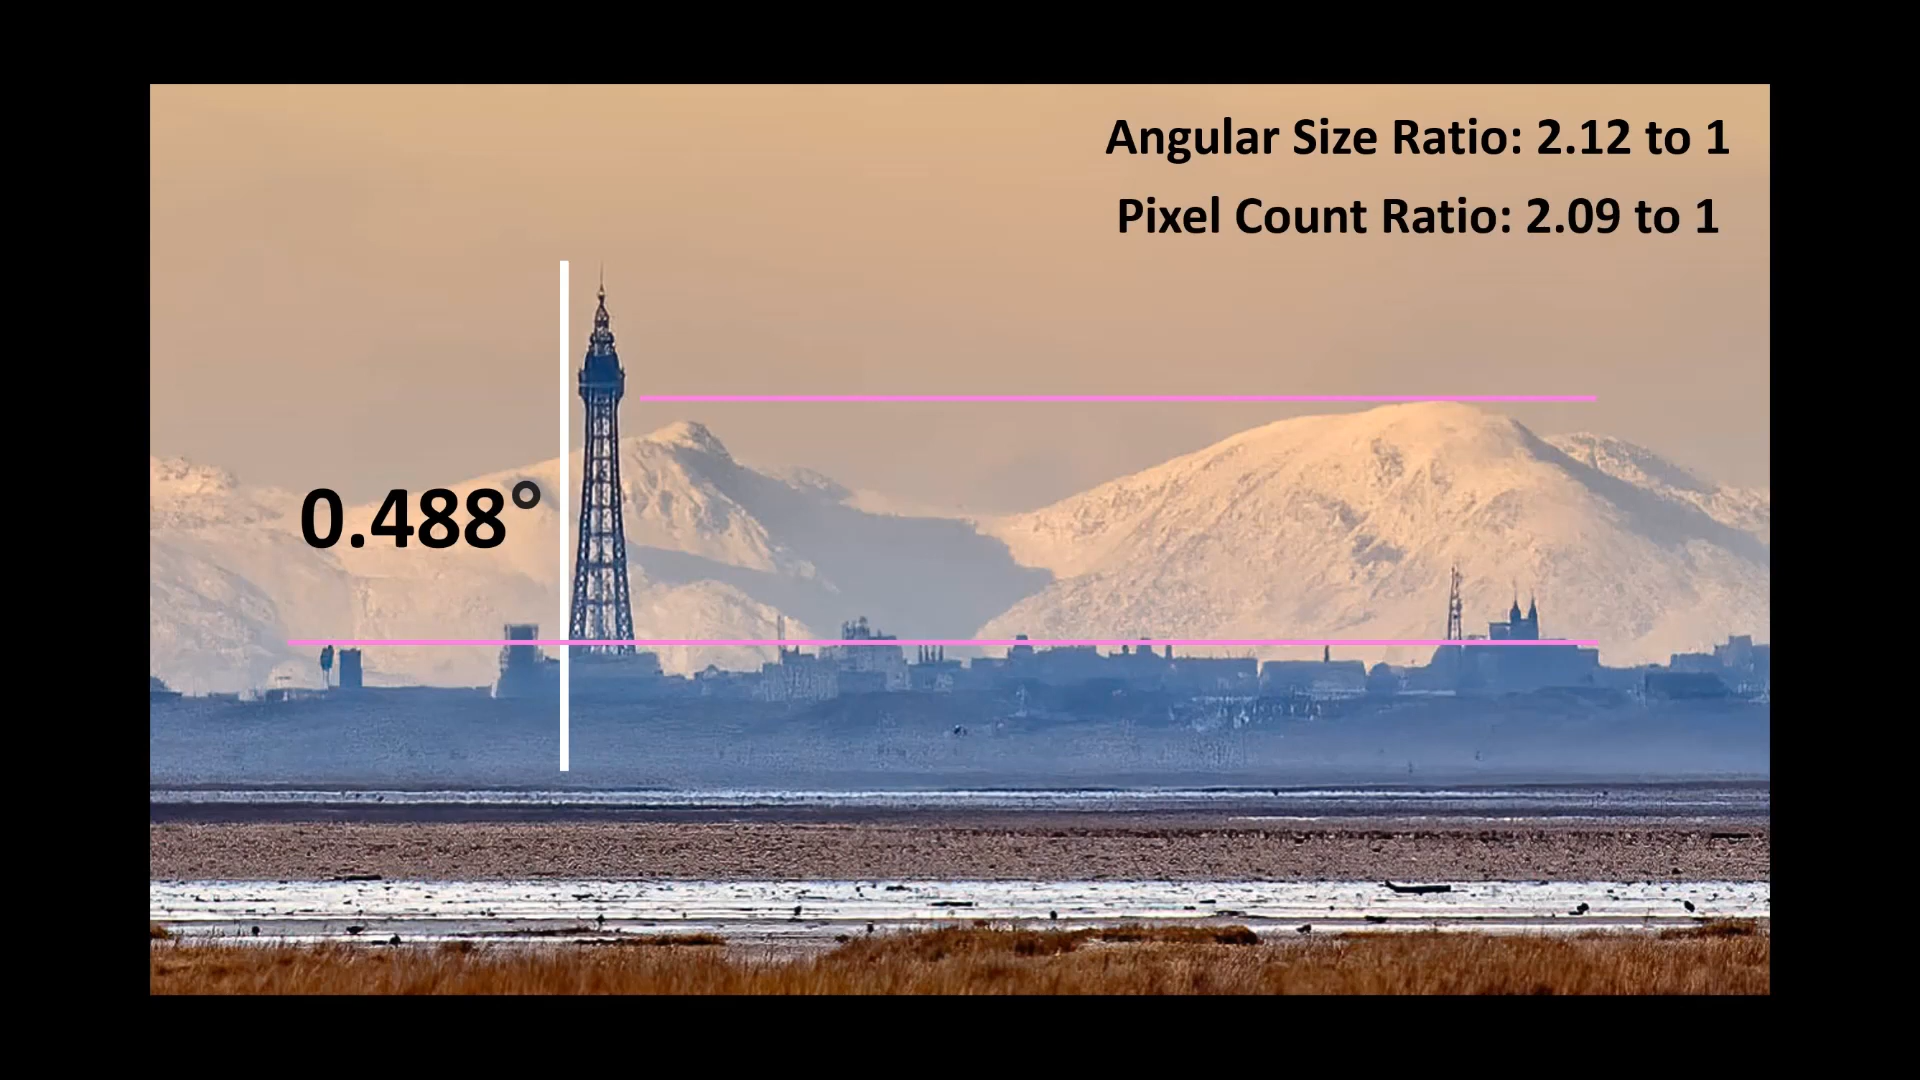 Angular Size Ratio: 2.12 to 1
Pixel Count Ratio: 2.09 to 1
0.488°